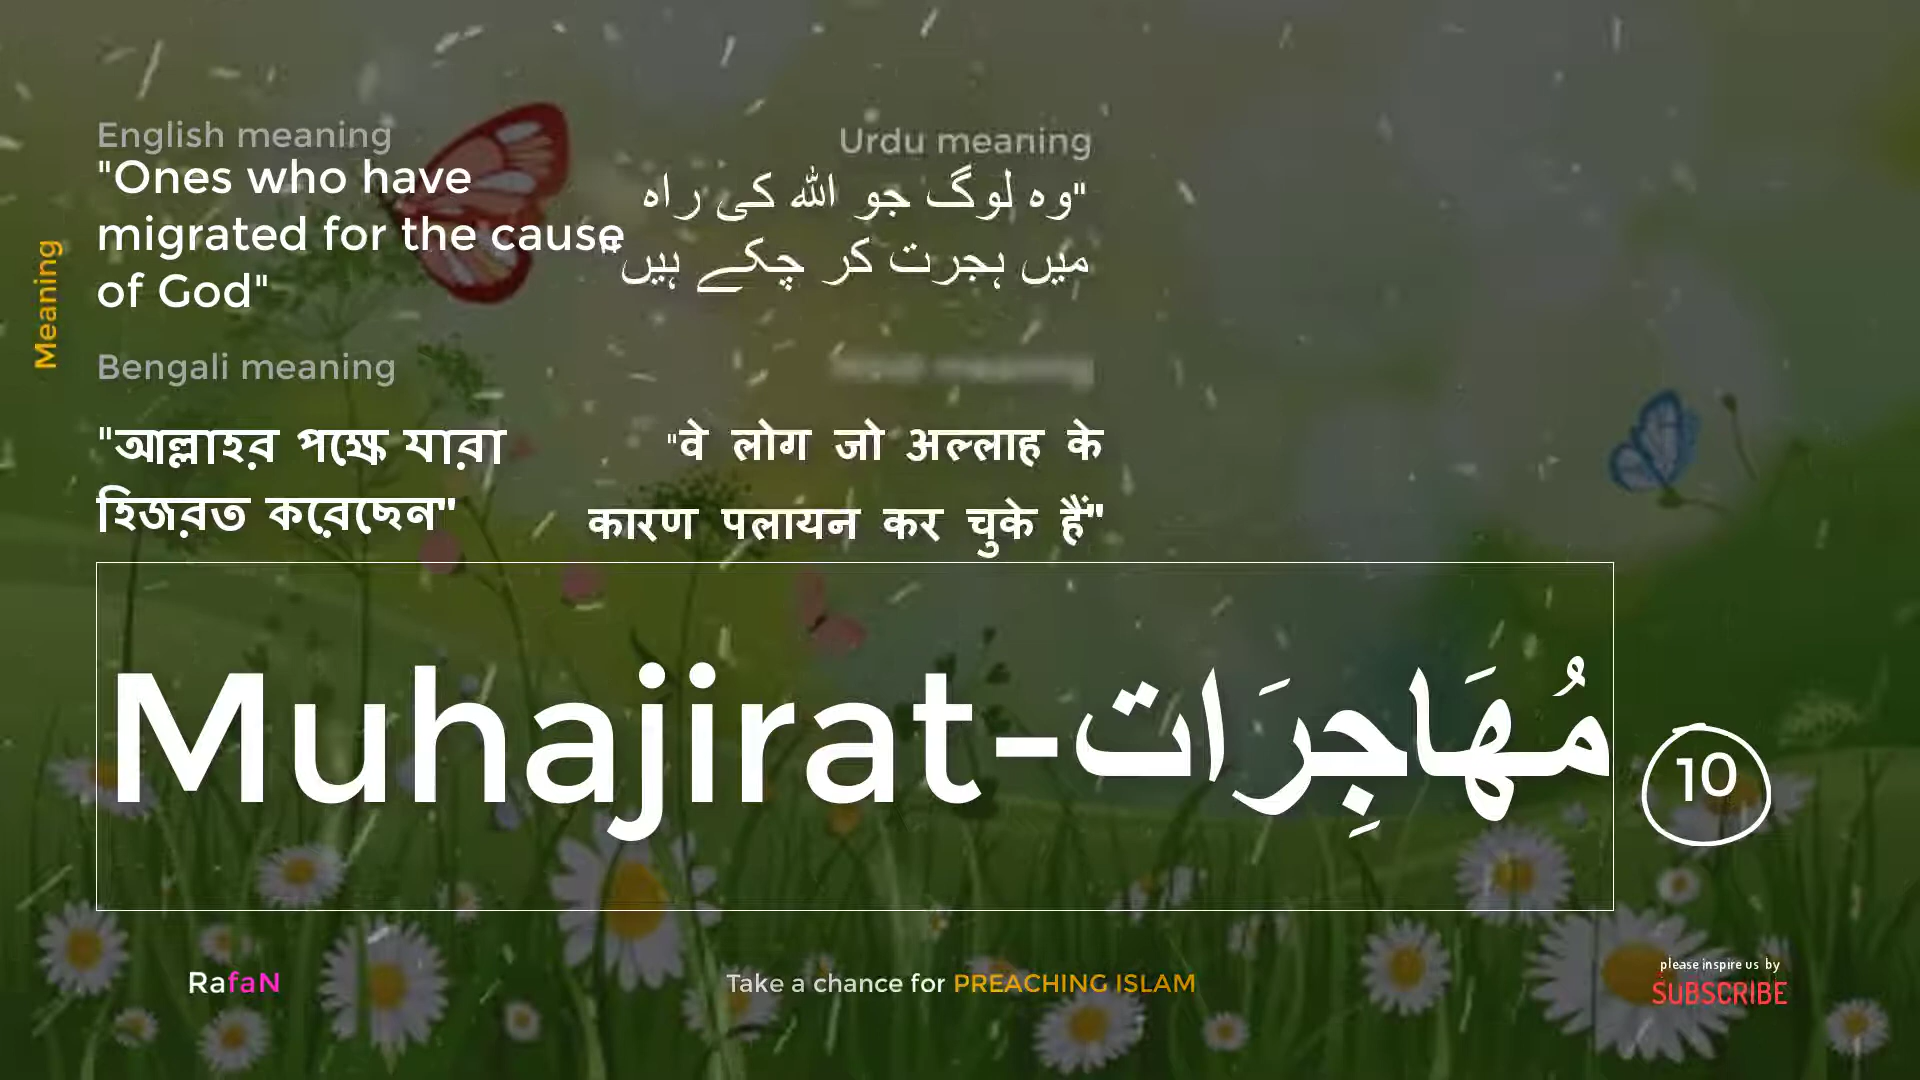 Meaning
English meaning
"Ones who have
migrated for the cause
of God"
Urdu meaning
"وہ لوگ جو اللہ کی راہ
میں ہجرت کر چکے ہیں"
Bengali meaning
"আল্লাহর পক্ষে যারা
হিজরত করেছেন"
meaning
"वे लोग जो अल्लाह के
कारण पलायन कर चुके हैं"
Muhajirat-مُهَاجِرَات
10
RafaN
Take a chance for PREACHING ISLAM
please inspire us by
SUBSCRIBE